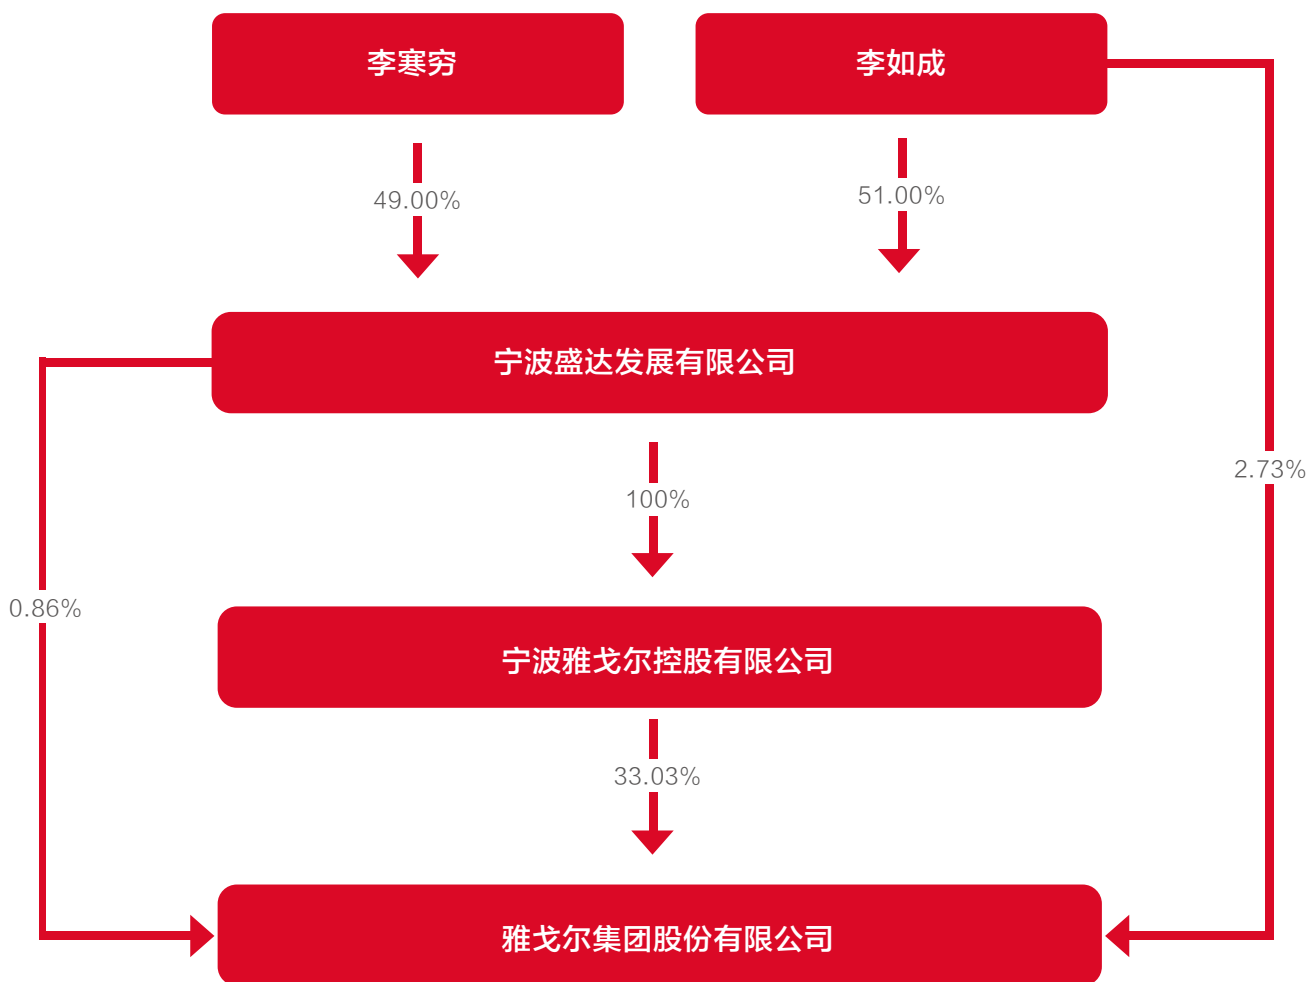 李寒穷
李如成
49.00%
51.00%
宁波盛达发展有限公司
2.73%
100%
0.86%
宁波雅戈尔控股有限公司
33.03%
雅戈尔集团股份有限公司